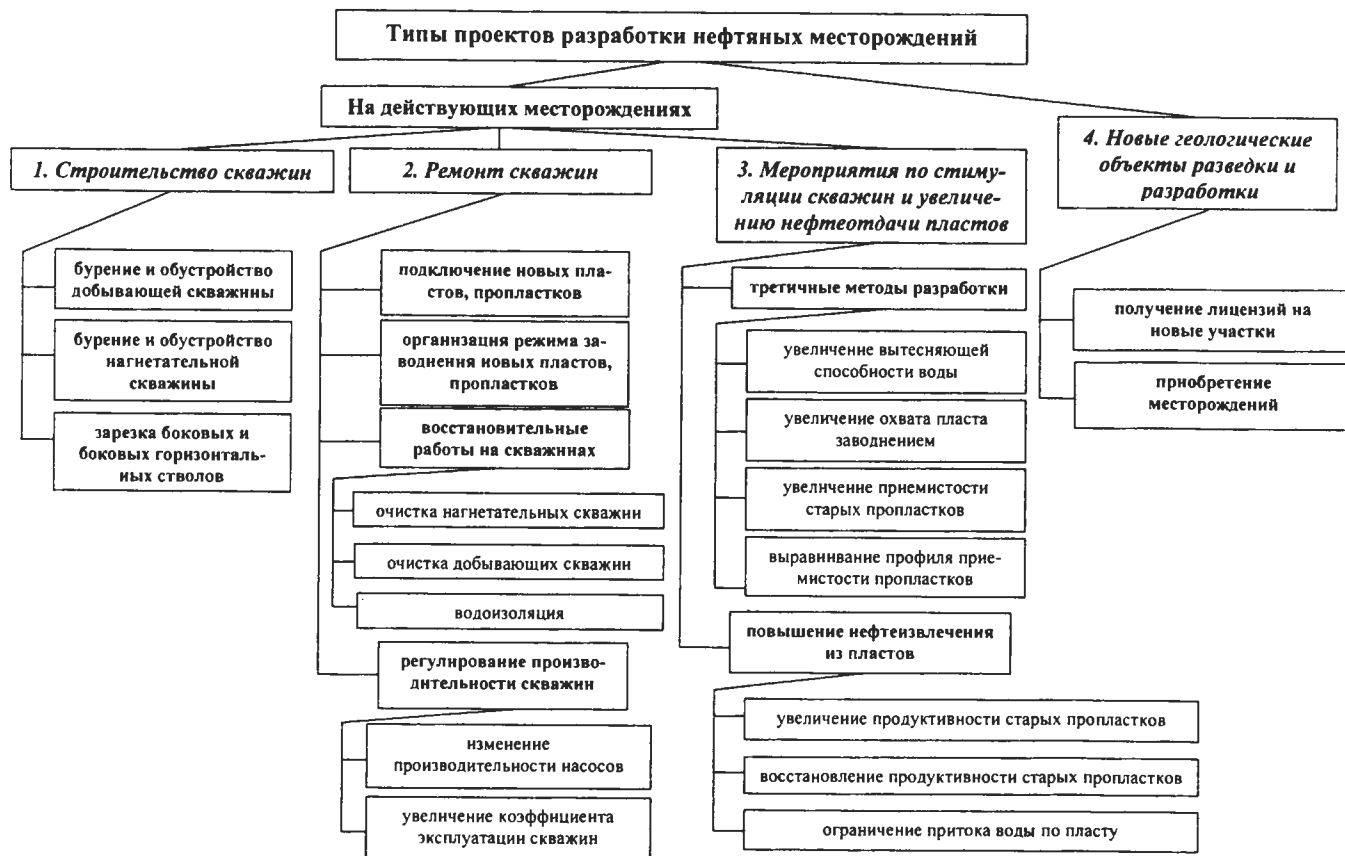 Типы проектов разработки нефтяных месторождений
На действующих месторождениях
1. Строительство скважин
2. Ремонт скважин
3. Мероприятия по стиму-
ляции скважин и увеличе-
нию нефтеотдачи пластов
4. Новые геологические
объекты разведки и
разработки
бурение и обустройство
добывающей скважины
бурение и обустройство
нагнетательной
скважины
зарезка боковых и
боковых горизонталь-
ных стволов
подключение новых пла-
стов, пропластков
организация режима за-
воднения новых пластов,
пропластков
восстановительные
работы на скважинах
очистка нагнетательных скважин
очистка добывающих скважин
водоизоляция
регулирование произво-
дительности скважин
изменение
производительности насосов
увеличение коэффициента
эксплуатации скважин
третичные методы разработки
увеличение вытесняющей
способности воды
увеличение охвата пласта
заводнением
увеличение приемистости
старых пропластков
выравнивание профиля прие-
мистости пропластков
повышение нефтеизвлечения
из пластов
увеличение продуктивности старых пропластков
восстановление продуктивности старых пропластков
ограничение притока воды по пласту
получение лицензий на
новые участки
приобретение
месторождений